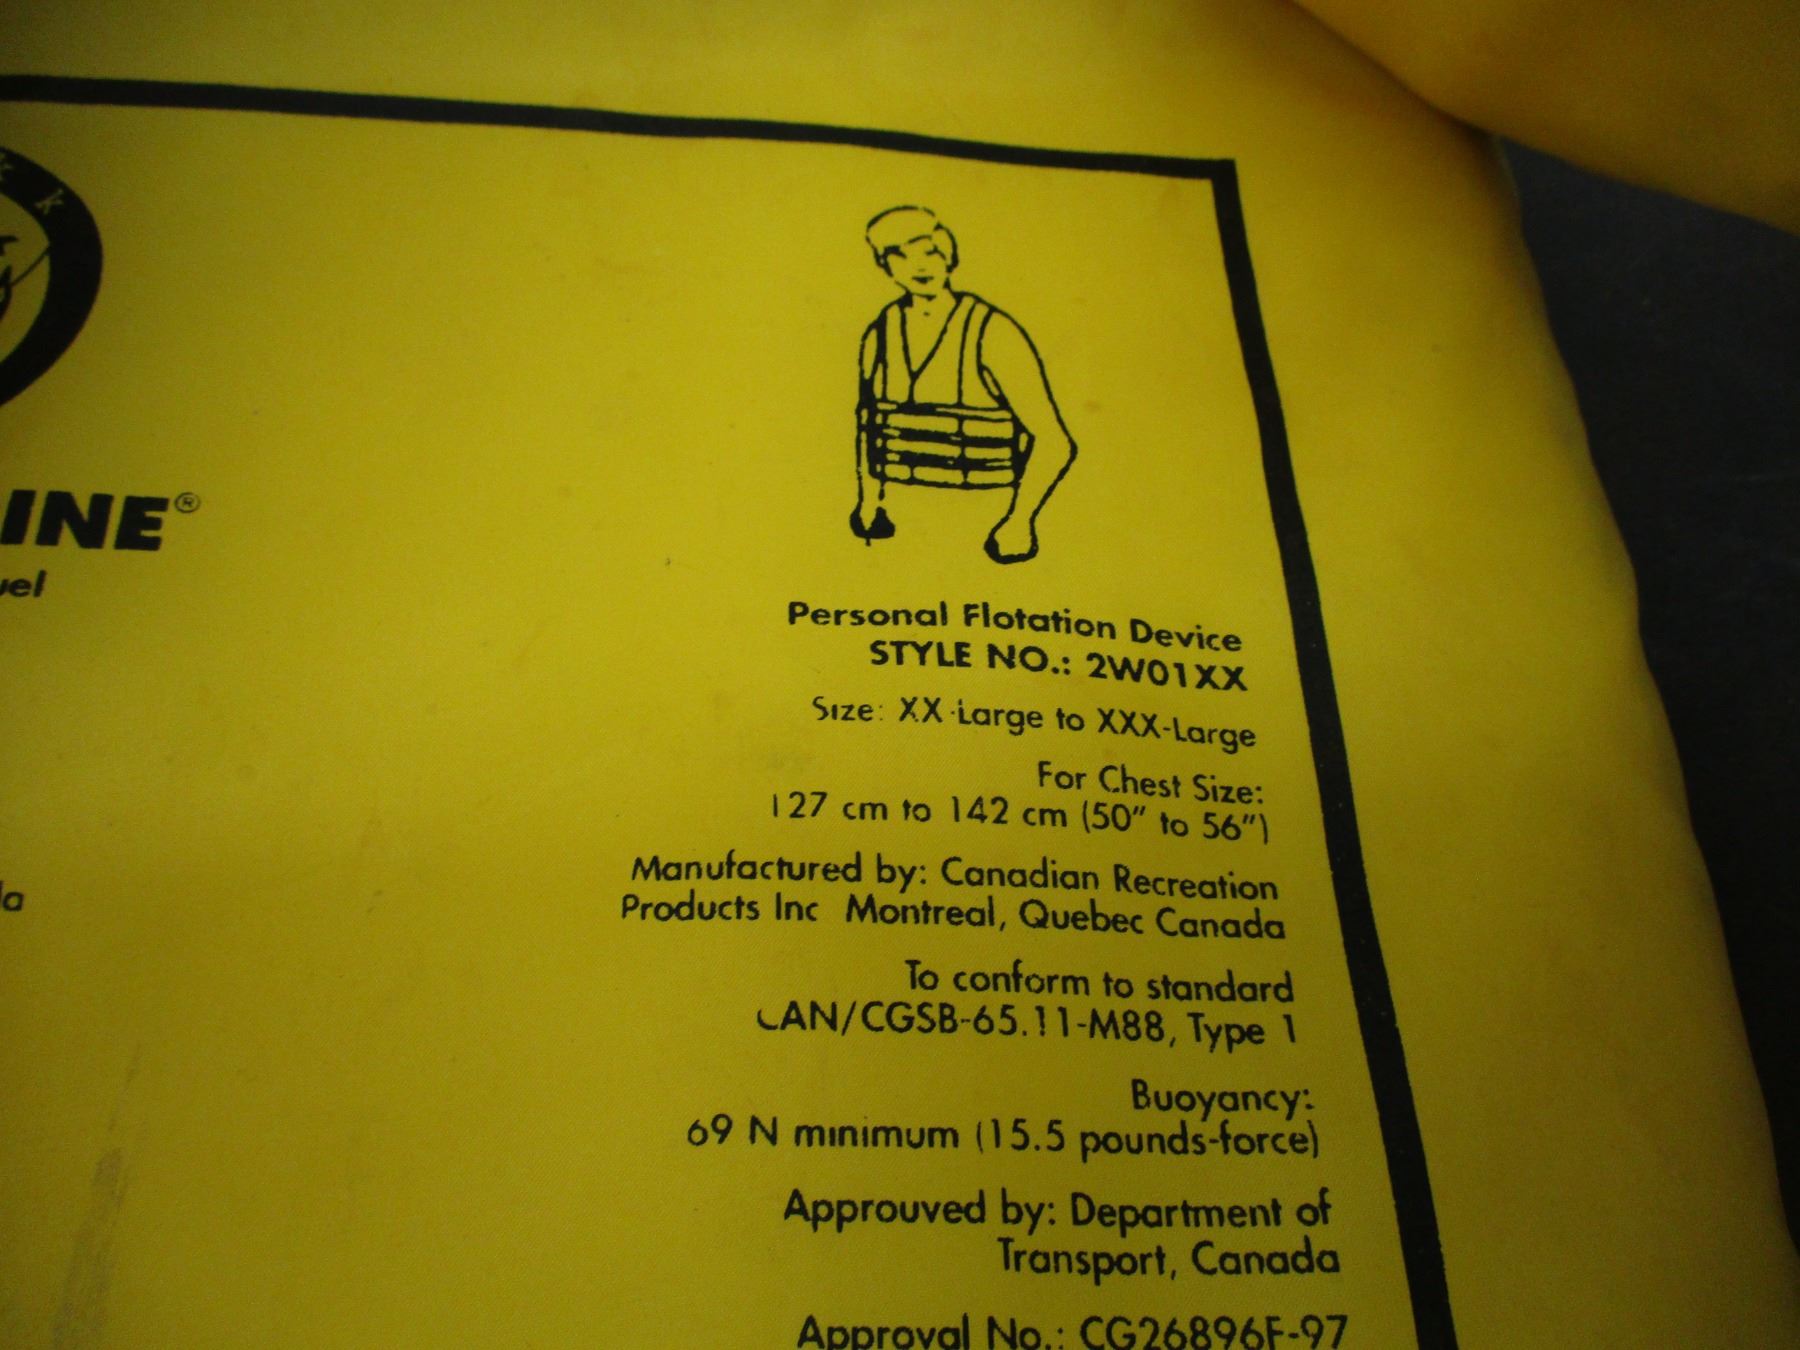 INE®
uel
la
Personal Flotation Device
STYLE NO.: 2W01XX
Size: XX-Large to XXX-Large
For Chest Size:
127 cm to 142 cm (50" to 56")
Manufactured by: Canadian Recreation
Products Inc Montreal, Quebec Canada
To conform to standard
CAN/CGSB-65.11-M88, Type 1
Buoyancy:
69 N minimum (15.5 pounds-force)
Approuved by: Department of
Transport, Canada
Approval No.: CG26896F-97